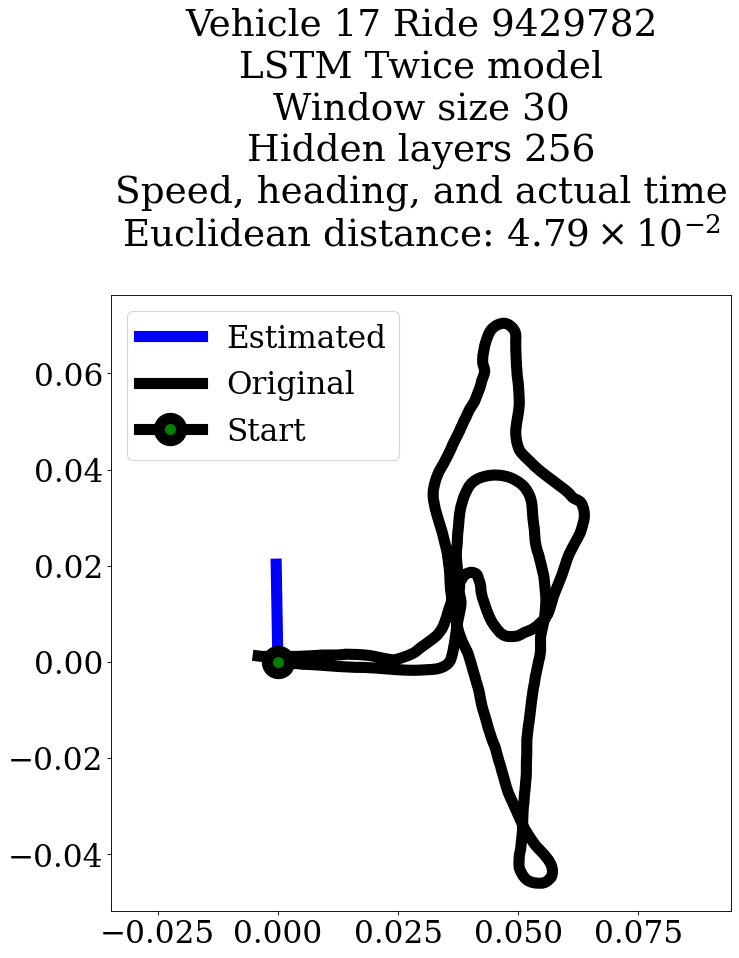 Vehicle 17 Ride 9429782
LSTM Twice model
Window size 30
Hidden layers 256
Speed, heading, and actual time
Euclidean distance: 4.79 × 10⁻²
Estimated
Original
Start
0.06
0.04
0.02
0.00
−0.02
−0.04
−0.025 0.000 0.025 0.050 0.075